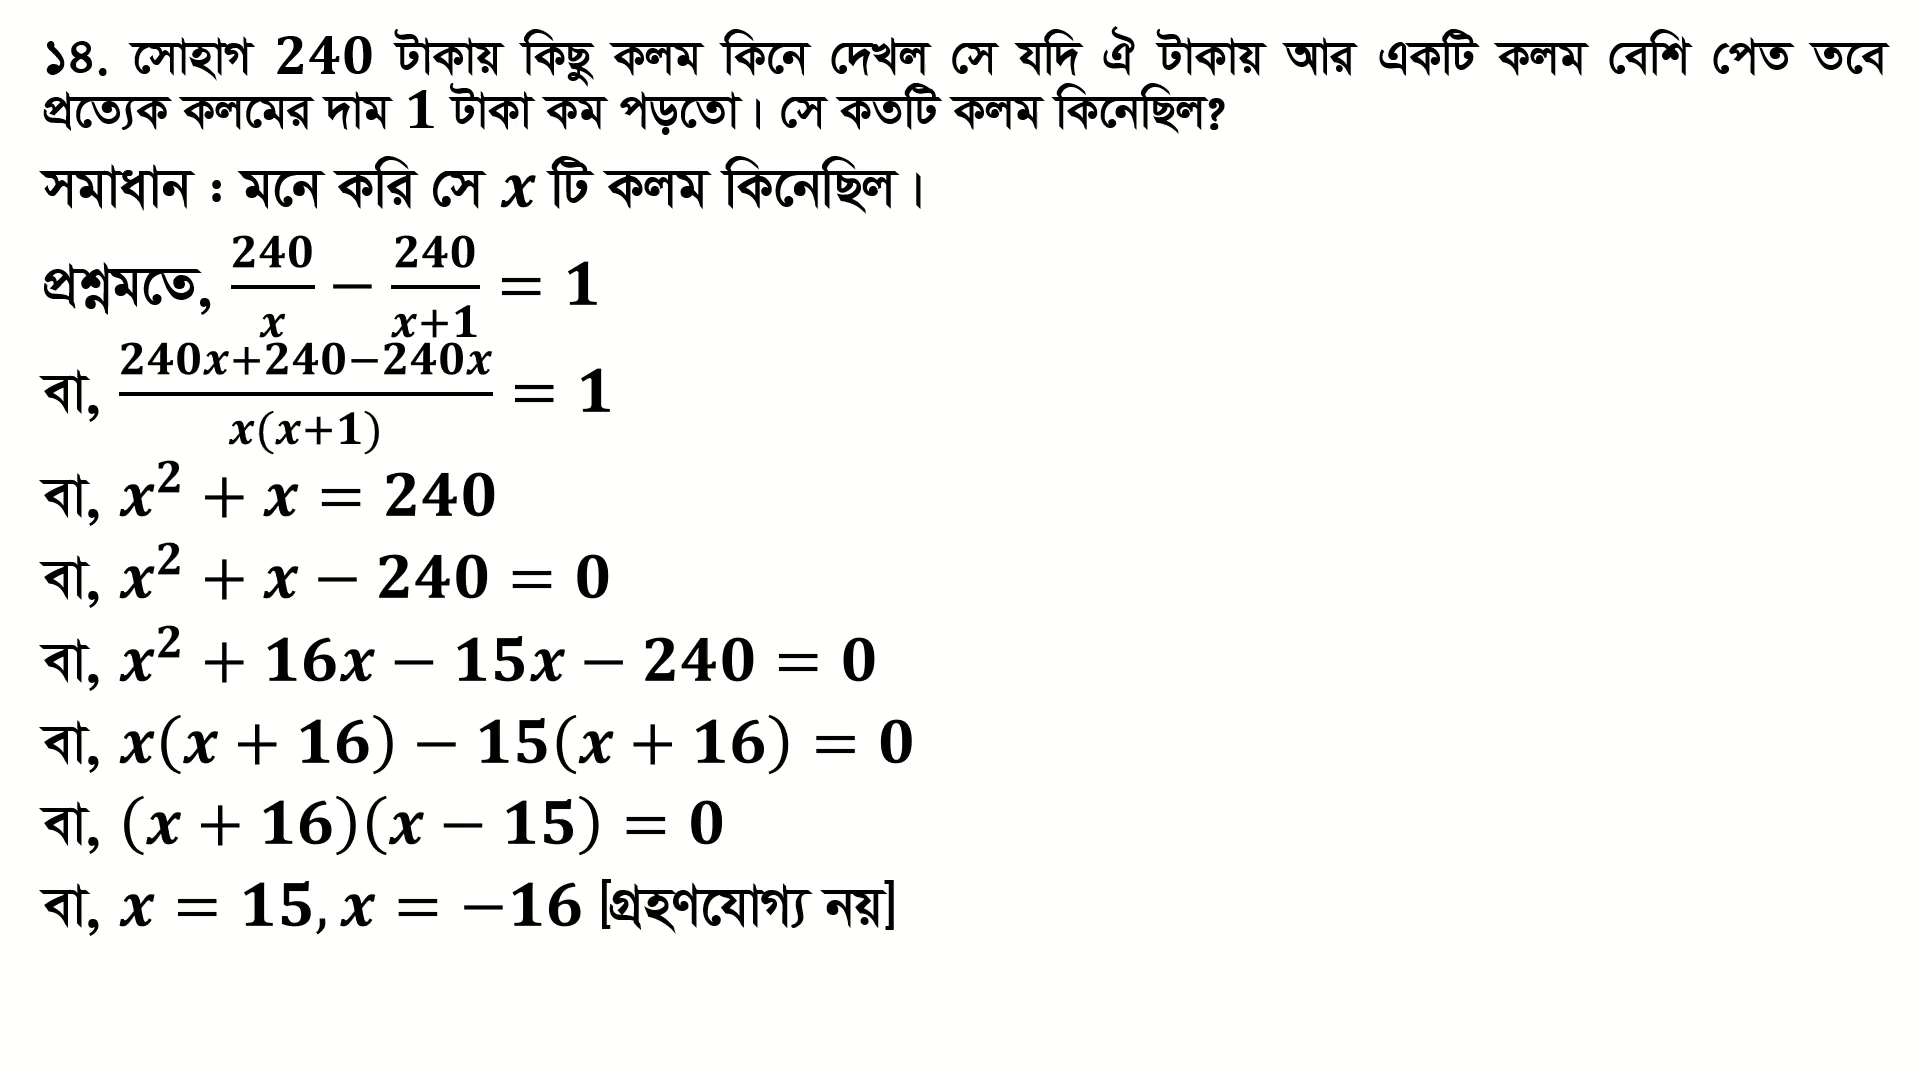 ১৪. সোহাগ 240 টাকায় কিছু কলম কিনে দেখল সে যদি ঐ টাকায় আর একটি কলম বেশি পেত তবে
প্রত্যেক কলমের দাম 1 টাকা কম পড়তো। সে কতটি কলম কিনেছিল?
সমাধান : মনে করি সে x টি কলম কিনেছিল।
প্রশ্নমতে, 240/x − 240/(x+1) = 1
বা, (240x+240−240x)/(x(x+1)) = 1
বা, x² + x = 240
বা, x² + x − 240 = 0
বা, x² + 16x − 15x − 240 = 0
বা, x(x + 16) − 15(x + 16) = 0
বা, (x + 16)(x − 15) = 0
বা, x = 15, x = −16 [গ্রহণযোগ্য নয়]